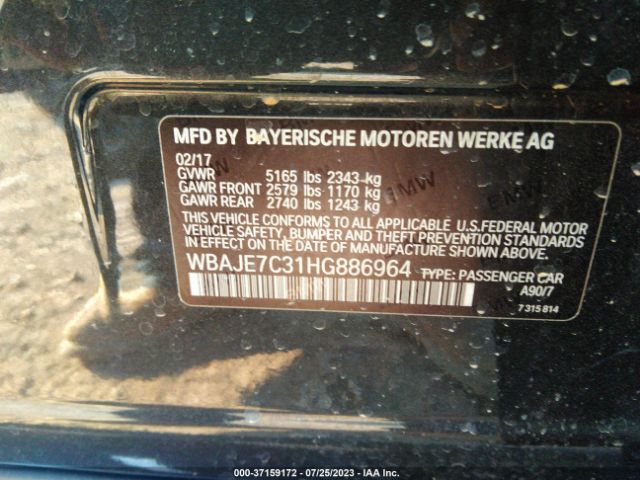 MFD BY BAYERISCHE MOTOREN WERKE AG
02/17
GVWR 5165 lbs 2343 kg
GAWR FRONT 2579 lbs 1170 kg
GAWR REAR 2740 lbs 1243 kg
THIS VEHICLE CONFORMS TO ALL APPLICABLE U.S.FEDERAL MOTOR
VEHICLE SAFETY, BUMPER AND THEFT PREVENTION STANDARDS
IN EFFECT ON THE DATE OF MANUFACTURE SHOWN ABOVE.
WBAJE7C31HG886964 TYPE: PASSENGER CAR
A90/7
7 315 814
000-37159172 - 07/25/2023 - IAA Inc.